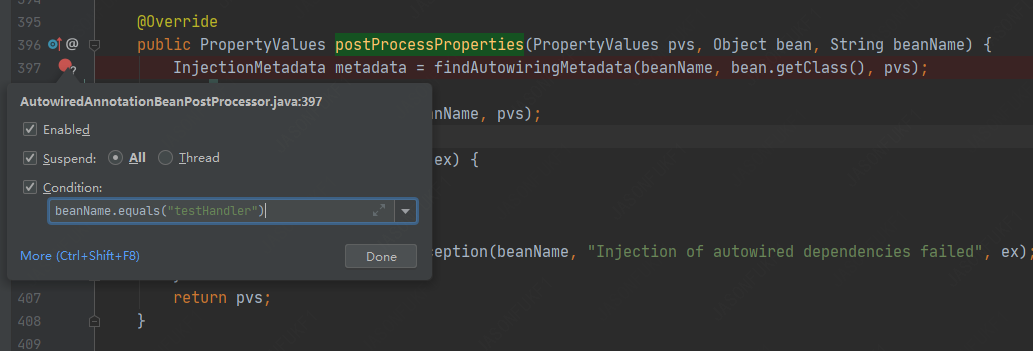 394
395 @Override
396 @ public PropertyValues postProcessProperties(PropertyValues pvs, Object bean, String beanName) {
397 ? InjectionMetadata metadata = findAutowiringMetadata(beanName, bean.getClass(), pvs);
AutowiredAnnotationBeanPostProcessor.java:397
Name, pvs);
Enabled
Suspend: All Thread
ex) {
Condition:
beanName.equals("testHandler")
More (Ctrl+Shift+F8) Done
ception(beanName, "Injection of autowired dependencies failed", ex);
}
407 return pvs;
408 }
409